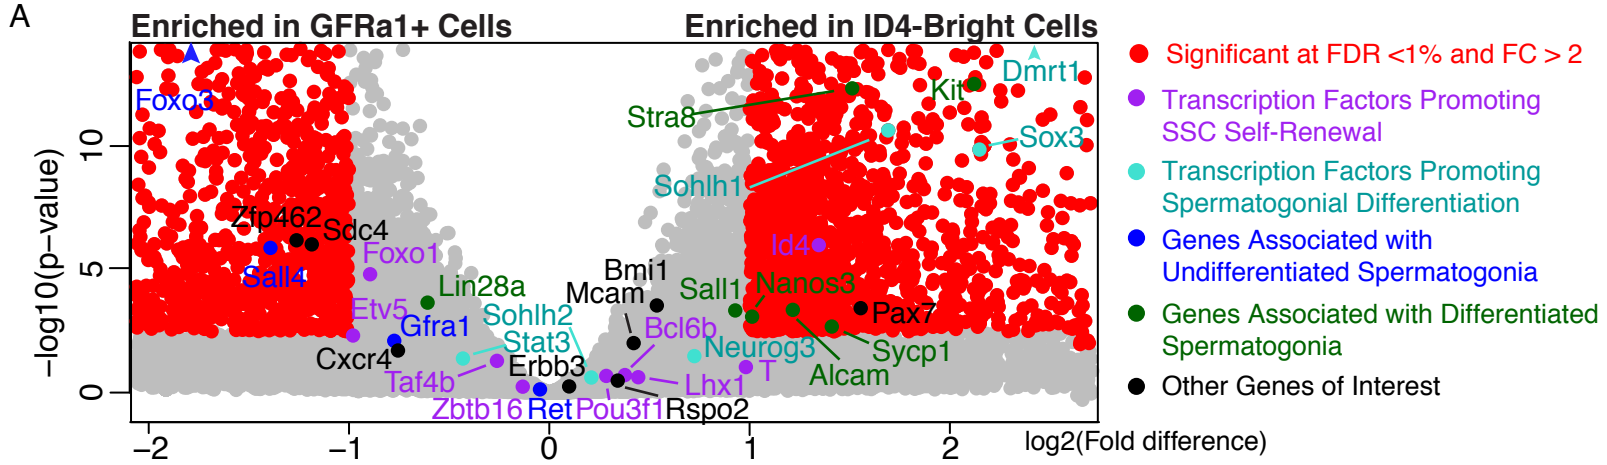 A
Enriched in GFRa1+ Cells
Enriched in ID4-Bright Cells
−log10(p−value)
10
5
0
−2
−1
0
1
2
log2(Fold difference)
Foxo3
Dmrt1
Kit
Stra8
Sox3
Sohlh1
Zfp462
Sdc4
Foxo1
Id4
Sall4
Bmi1
Lin28a
Mcam
Sall1
Nanos3
Etv5
Gfra1
Sohlh2
Stat3
Bcl6b
Pax7
Cxcr4
Erbb3
Neurog3
Sycp1
Taf4b
Lhx1
T
Alcam
Zbtb16
Ret
Pou3f1
Rspo2
Significant at FDR <1% and FC > 2
Transcription Factors Promoting
SSC Self-Renewal
Transcription Factors Promoting
Spermatogonial Differentiation
Genes Associated with
Undifferentiated Spermatogonia
Genes Associated with Differentiated
Spermatogonia
Other Genes of Interest